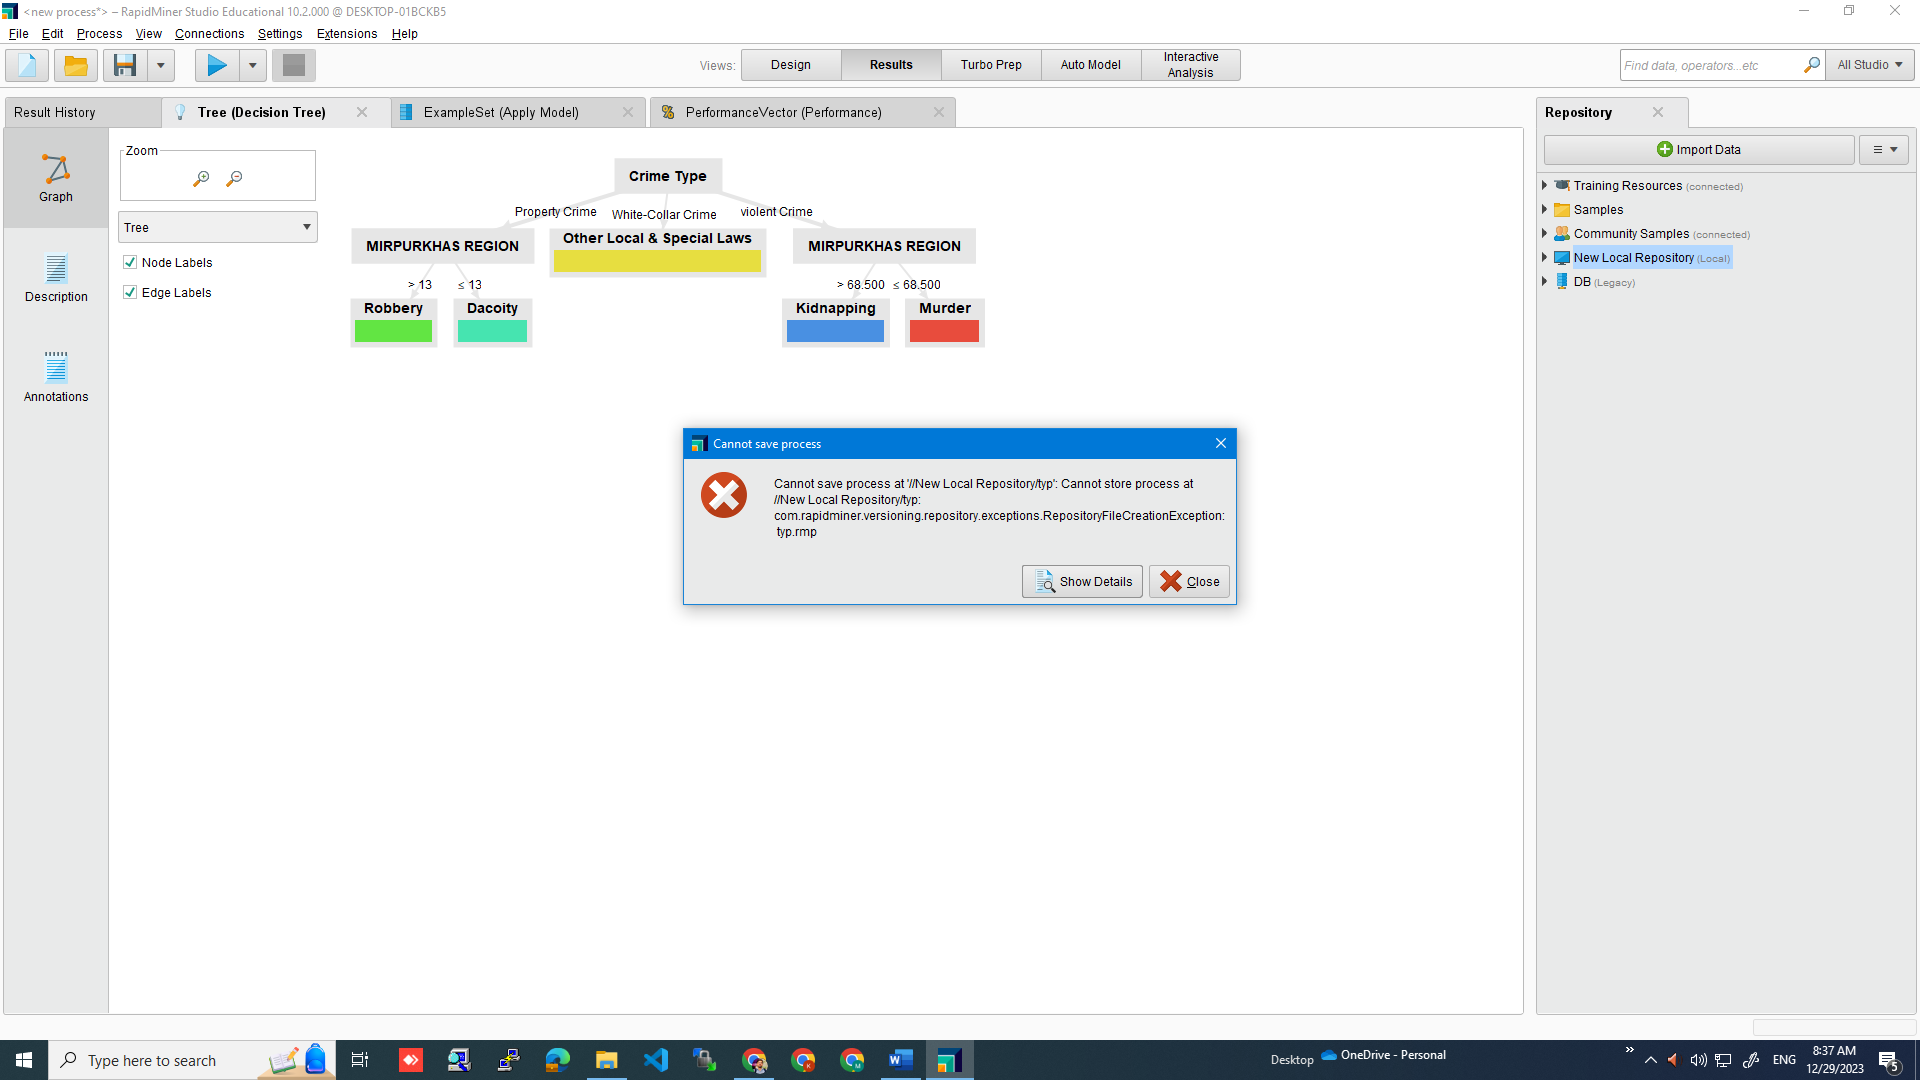 <new process*> – RapidMiner Studio Educational 10.2.000 @ DESKTOP-01BCKB5
File Edit Process View Connections Settings Extensions Help
Views: Design Results Turbo Prep Auto Model Interactive Analysis
Find data, operators...etc All Studio
Result History Tree (Decision Tree) ExampleSet (Apply Model) PerformanceVector (Performance)
Graph
Description
Annotations
Zoom
Tree
Node Labels
Edge Labels
Crime Type
Property Crime White-Collar Crime violent Crime
MIRPURKHAS REGION Other Local & Special Laws MIRPURKHAS REGION
> 13 ≤ 13 > 68.500 ≤ 68.500
Robbery Dacoity Kidnapping Murder
Cannot save process
Cannot save process at '//New Local Repository/typ': Cannot store process at
//New Local Repository/typ:
com.rapidminer.versioning.repository.exceptions.RepositoryFileCreationException:
typ.rmp
Show Details Close
Repository
Import Data
Training Resources (connected)
Samples
Community Samples (connected)
New Local Repository (Local)
DB (Legacy)
Type here to search
Desktop OneDrive - Personal
ENG
8:37 AM
12/29/2023
5